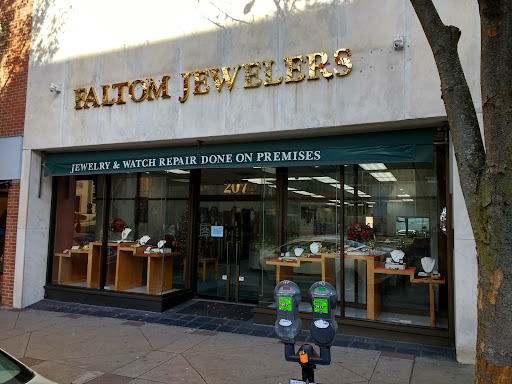 FALTOM JEWELERS
JEWELRY & WATCH REPAIR DONE ON PREMISES
207